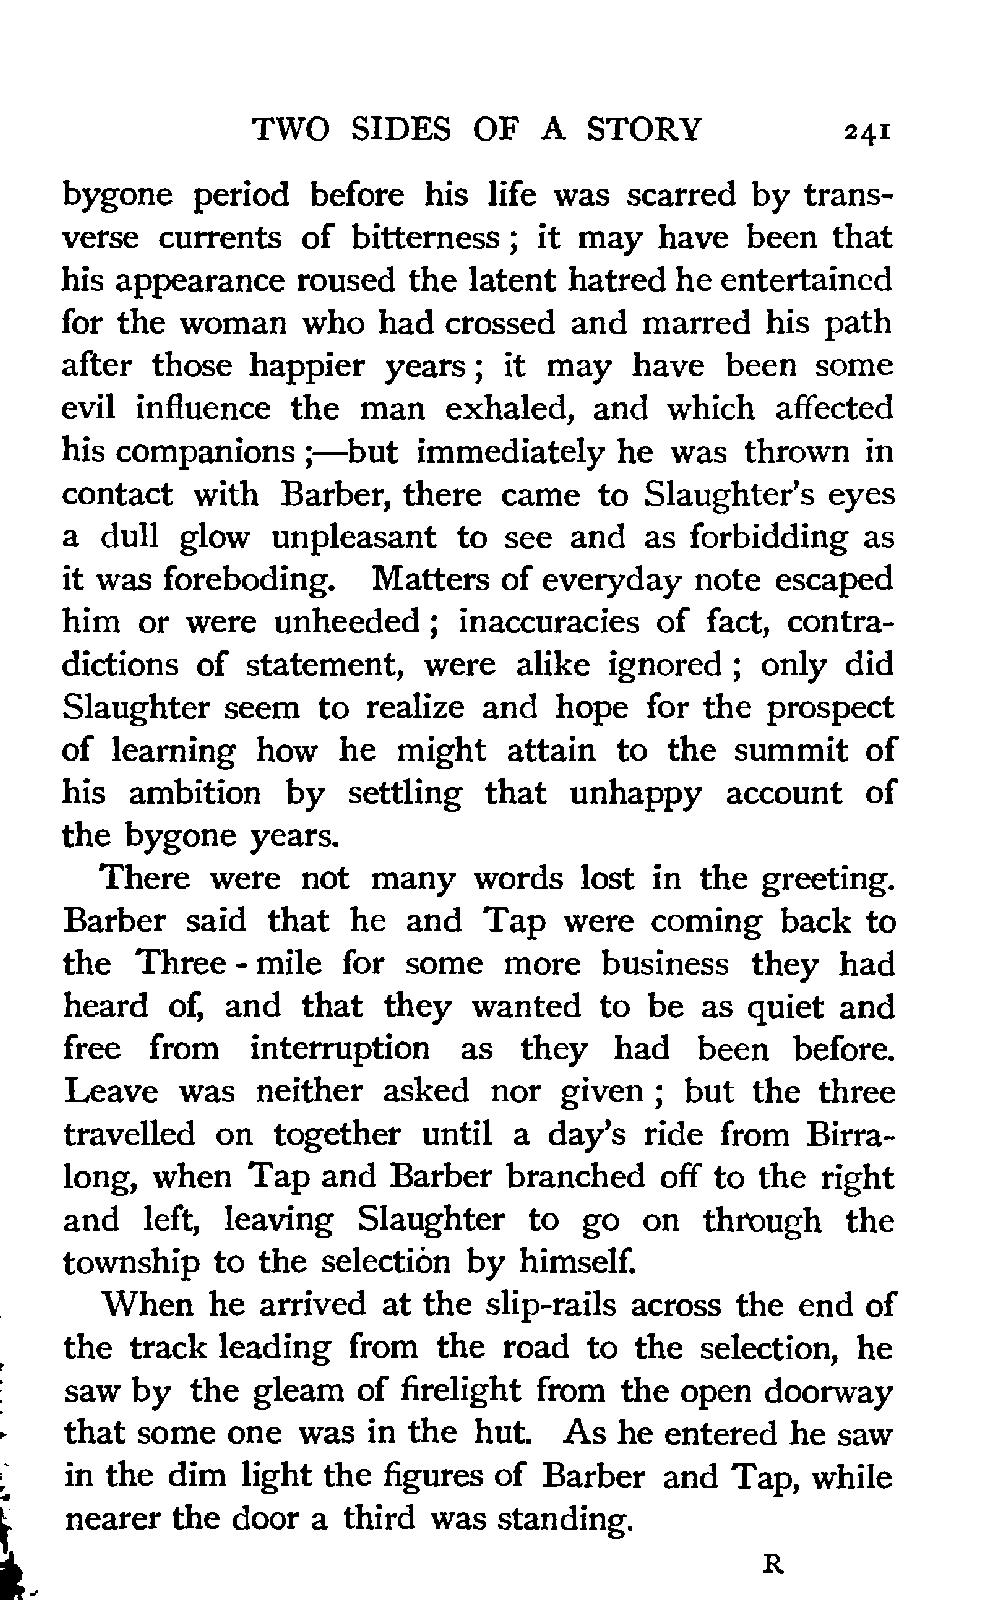 TWO SIDES OF A STORY 241
bygone period before his life was scarred by trans-
verse currents of bitterness ; it may have been that
his appearance roused the latent hatred he entertained
for the woman who had crossed and marred his path
after those happier years ; it may have been some
evil influence the man exhaled, and which affected
his companions ;—but immediately he was thrown in
contact with Barber, there came to Slaughter's eyes
a dull glow unpleasant to see and as forbidding as
it was foreboding. Matters of everyday note escaped
him or were unheeded ; inaccuracies of fact, contra-
dictions of statement, were alike ignored ; only did
Slaughter seem to realize and hope for the prospect
of learning how he might attain to the summit of
his ambition by settling that unhappy account of
the bygone years.
There were not many words lost in the greeting.
Barber said that he and Tap were coming back to
the Three-mile for some more business they had
heard of, and that they wanted to be as quiet and
free from interruption as they had been before.
Leave was neither asked nor given ; but the three
travelled on together until a day's ride from Birra-
long, when Tap and Barber branched off to the right
and left, leaving Slaughter to go on through the
township to the selection by himself.
When he arrived at the slip-rails across the end of
the track leading from the road to the selection, he
saw by the gleam of firelight from the open doorway
that some one was in the hut. As he entered he saw
in the dim light the figures of Barber and Tap, while
nearer the door a third was standing.
R